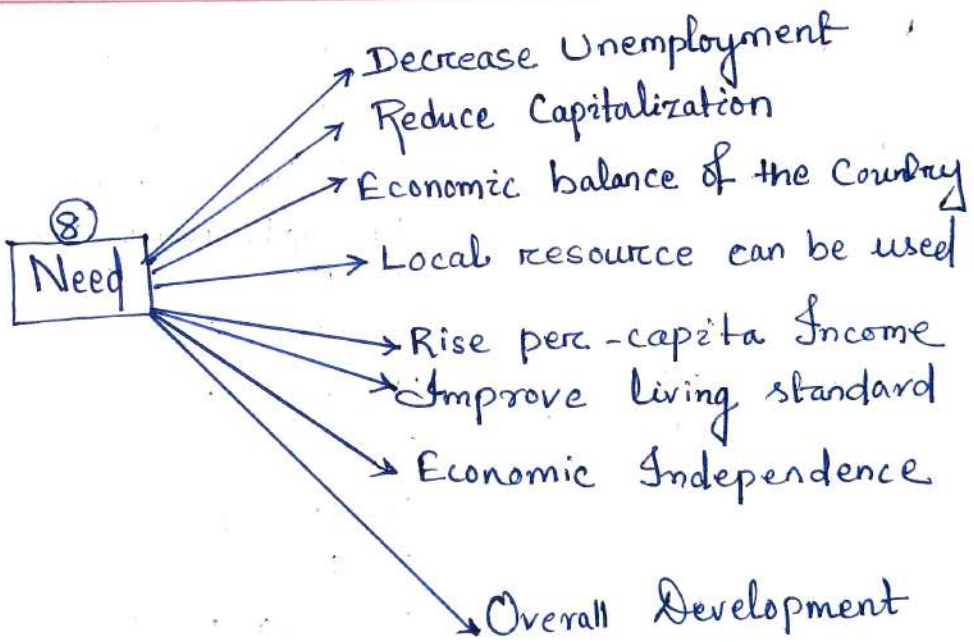 Decrease Unemployment
Reduce Capitalization
Economic balance of the Country
8
Need
Local resource can be used
Rise per-capita Income
Improve living standard
Economic Independence
Overall Development